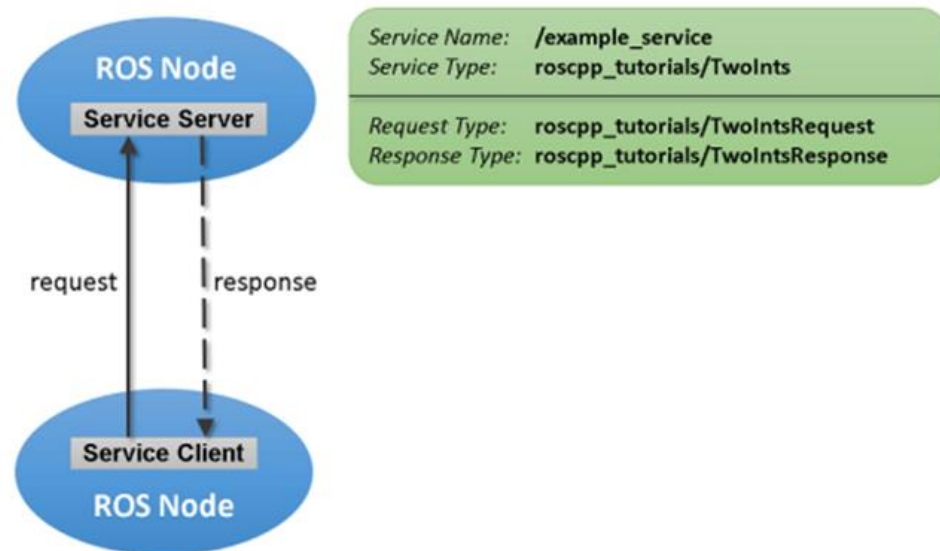 ROS Node
Service Server
request
response
Service Client
ROS Node
Service Name: /example_service
Service Type: roscpp_tutorials/TwoInts
Request Type: roscpp_tutorials/TwoIntsRequest
Response Type: roscpp_tutorials/TwoIntsResponse